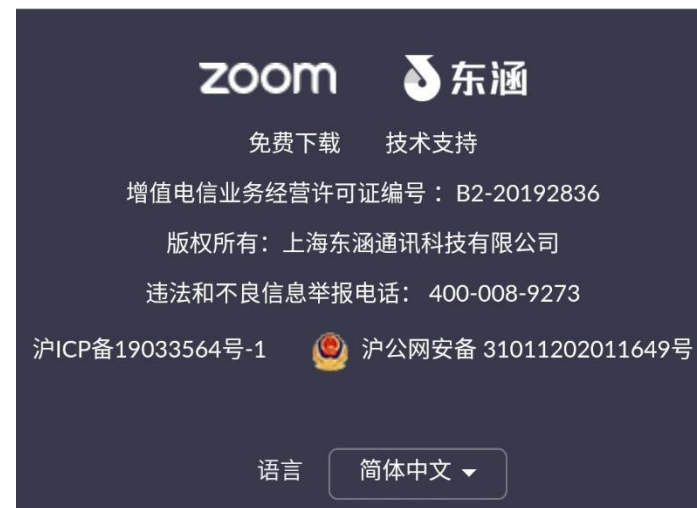 zoom 东涵
免费下载 技术支持
增值电信业务经营许可证编号：B2-20192836
版权所有：上海东涵通讯科技有限公司
违法和不良信息举报电话： 400-008-9273
沪ICP备19033564号-1 沪公网安备 31011202011649号
语言 简体中文